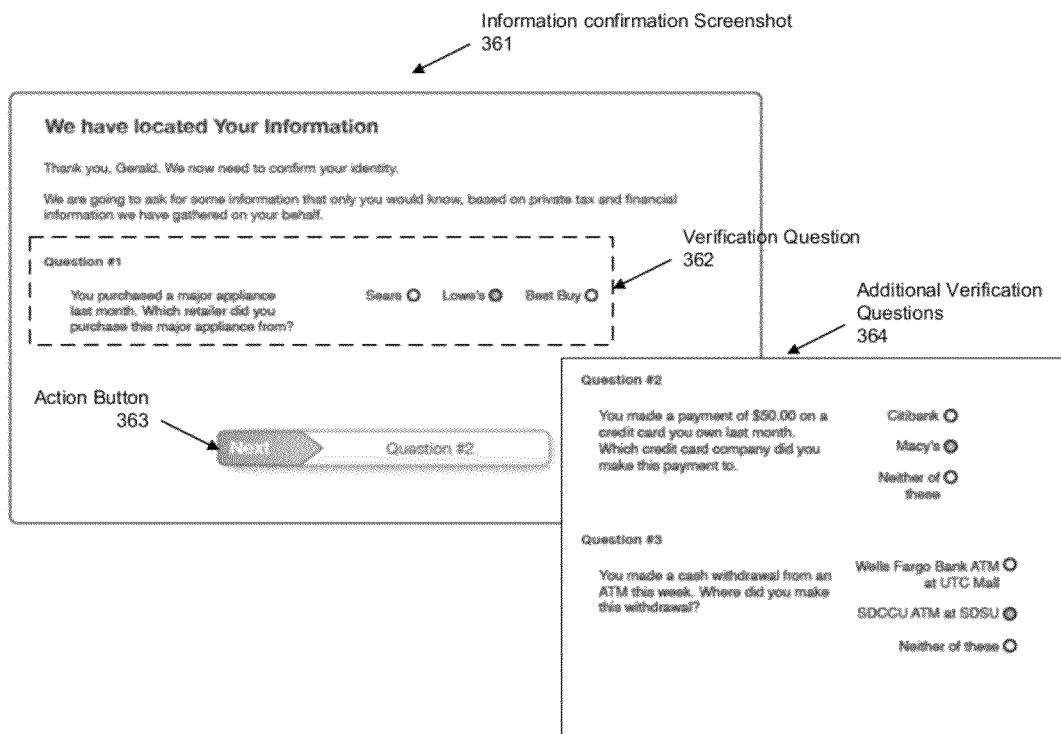 Information confirmation Screenshot
361
We have located Your Information
Thank you, Gerald. We now need to confirm your identity.
We are going to ask for some information that only you would know, based on private tax and financial
information we have gathered on your behalf.
Verification Question
362
Question #1
You purchased a major appliance
last month. Which retailer did you
purchase this major appliance from?
Sears
Lowe's
Best Buy
Additional Verification
Questions
364
Action Button
363
Next
Question #2
Question #2
You made a payment of $50.00 on a
credit card you own last month.
Which credit card company did you
make this payment to.
Citibank
Macy's
Neither of
these
Question #3
You made a cash withdrawal from an
ATM this week. Where did you make
this withdrawal?
Wells Fargo Bank ATM
at UTC Mall
SDCCU ATM at SDSU
Neither of these